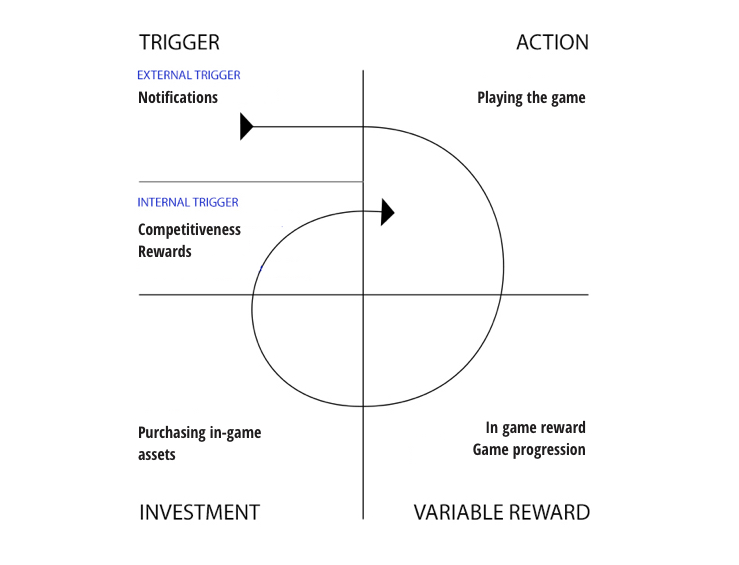 TRIGGER
ACTION
EXTERNAL TRIGGER
Notifications
Playing the game
INTERNAL TRIGGER
Competitiveness
Rewards
Purchasing in-game
assets
In game reward
Game progression
INVESTMENT
VARIABLE REWARD